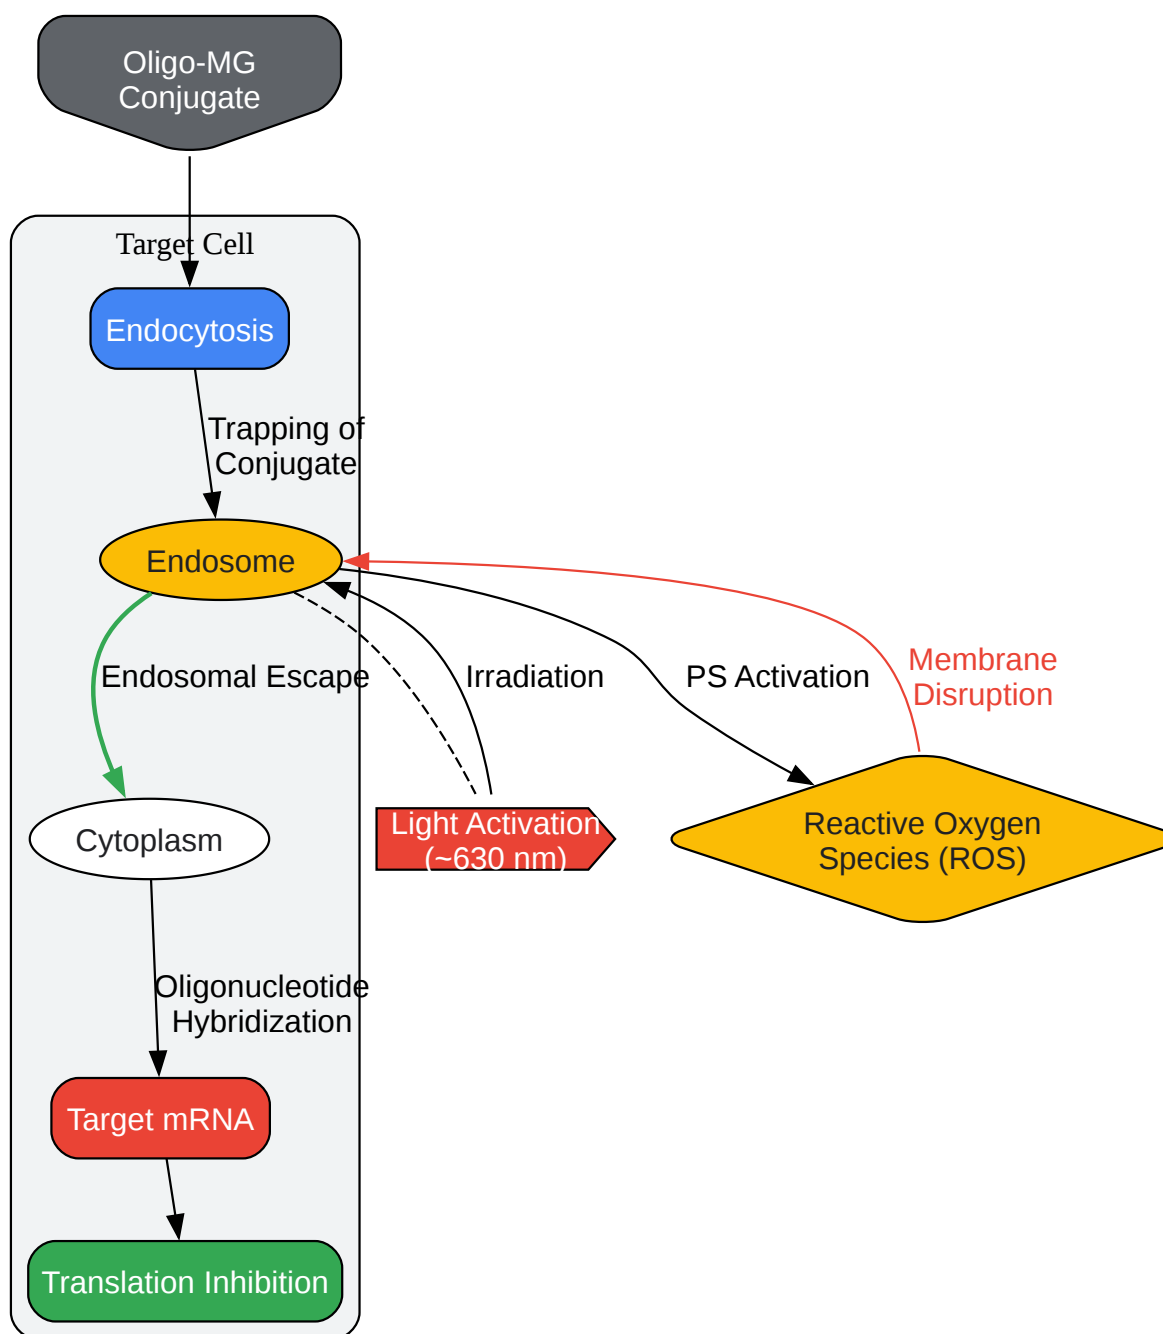 Oligo-MG
Conjugate
Target Cell
Endocytosis
Trapping of
Conjugate
Endosome
Endosomal Escape
Irradiation
PS Activation
Membrane
Disruption
Cytoplasm
Light Activation
(~630 nm)
Reactive Oxygen
Species (ROS)
Oligonucleotide
Hybridization
Target mRNA
Translation Inhibition